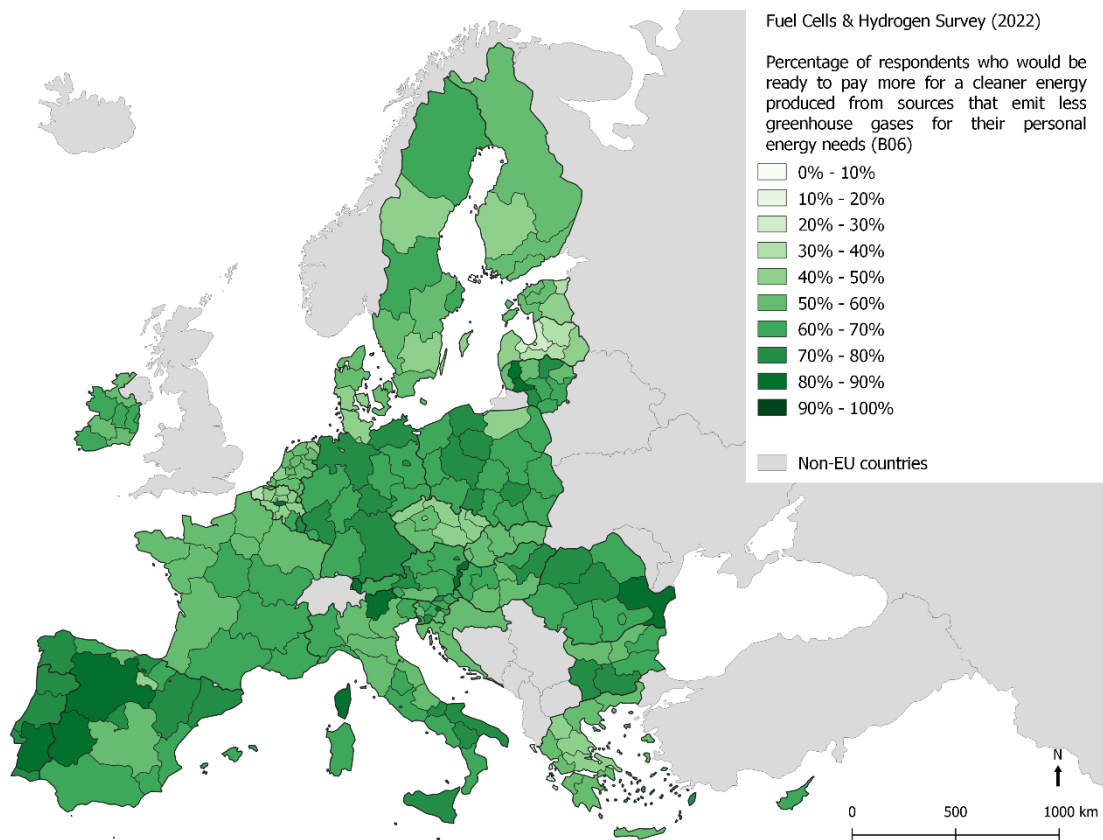 Fuel Cells & Hydrogen Survey (2022)
Percentage of respondents who would be
ready to pay more for a cleaner energy
produced from sources that emit less
greenhouse gases for their personal
energy needs (B06)
0% - 10%
10% - 20%
20% - 30%
30% - 40%
40% - 50%
50% - 60%
60% - 70%
70% - 80%
80% - 90%
90% - 100%
Non-EU countries
N
0 500 1000 km